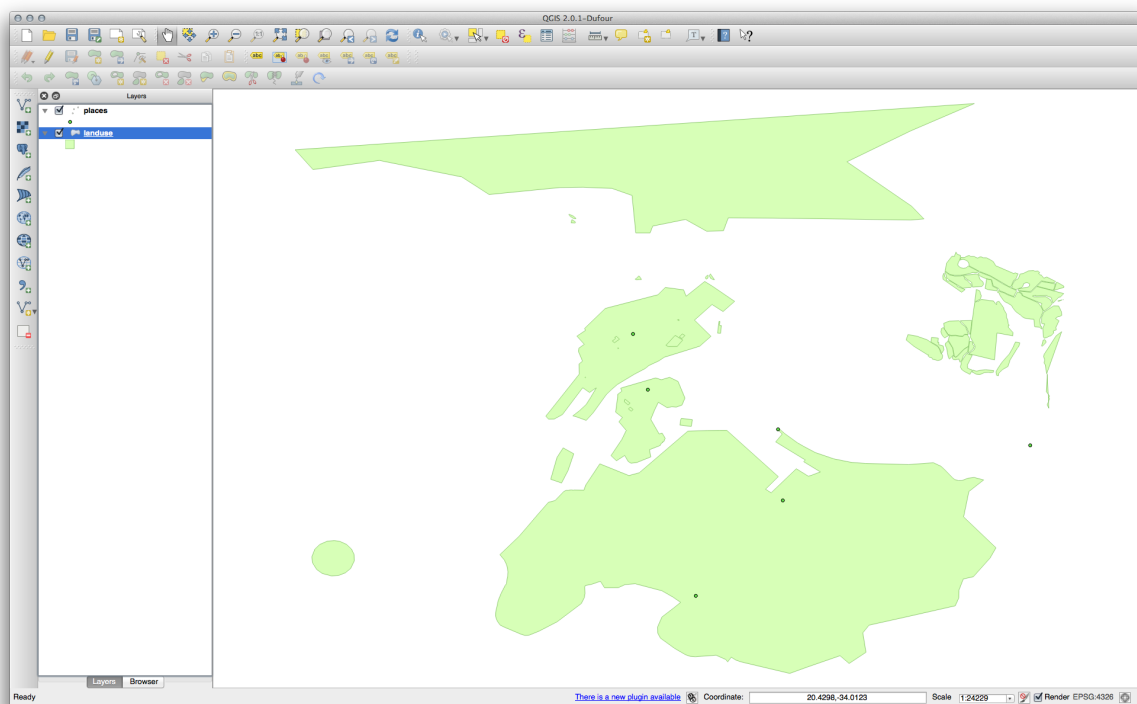 QGIS 2.0.1-Dufour
Layers
places
landuse
Layers
Browser
Ready
There is a new plugin available
Coordinate:
20.4298,-34.0123
Scale
1:24229
Render
EPSG:4326